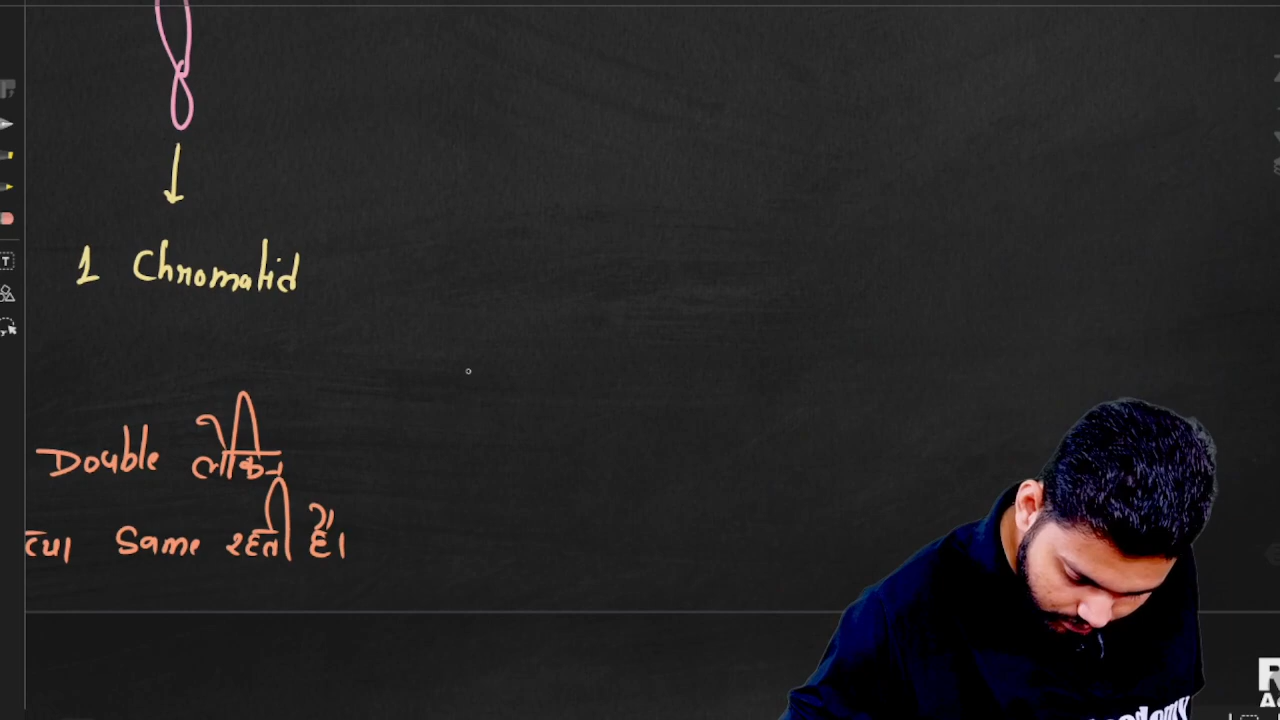 1 Chromatid
Double लेकिन
ख्या Same रहती है।